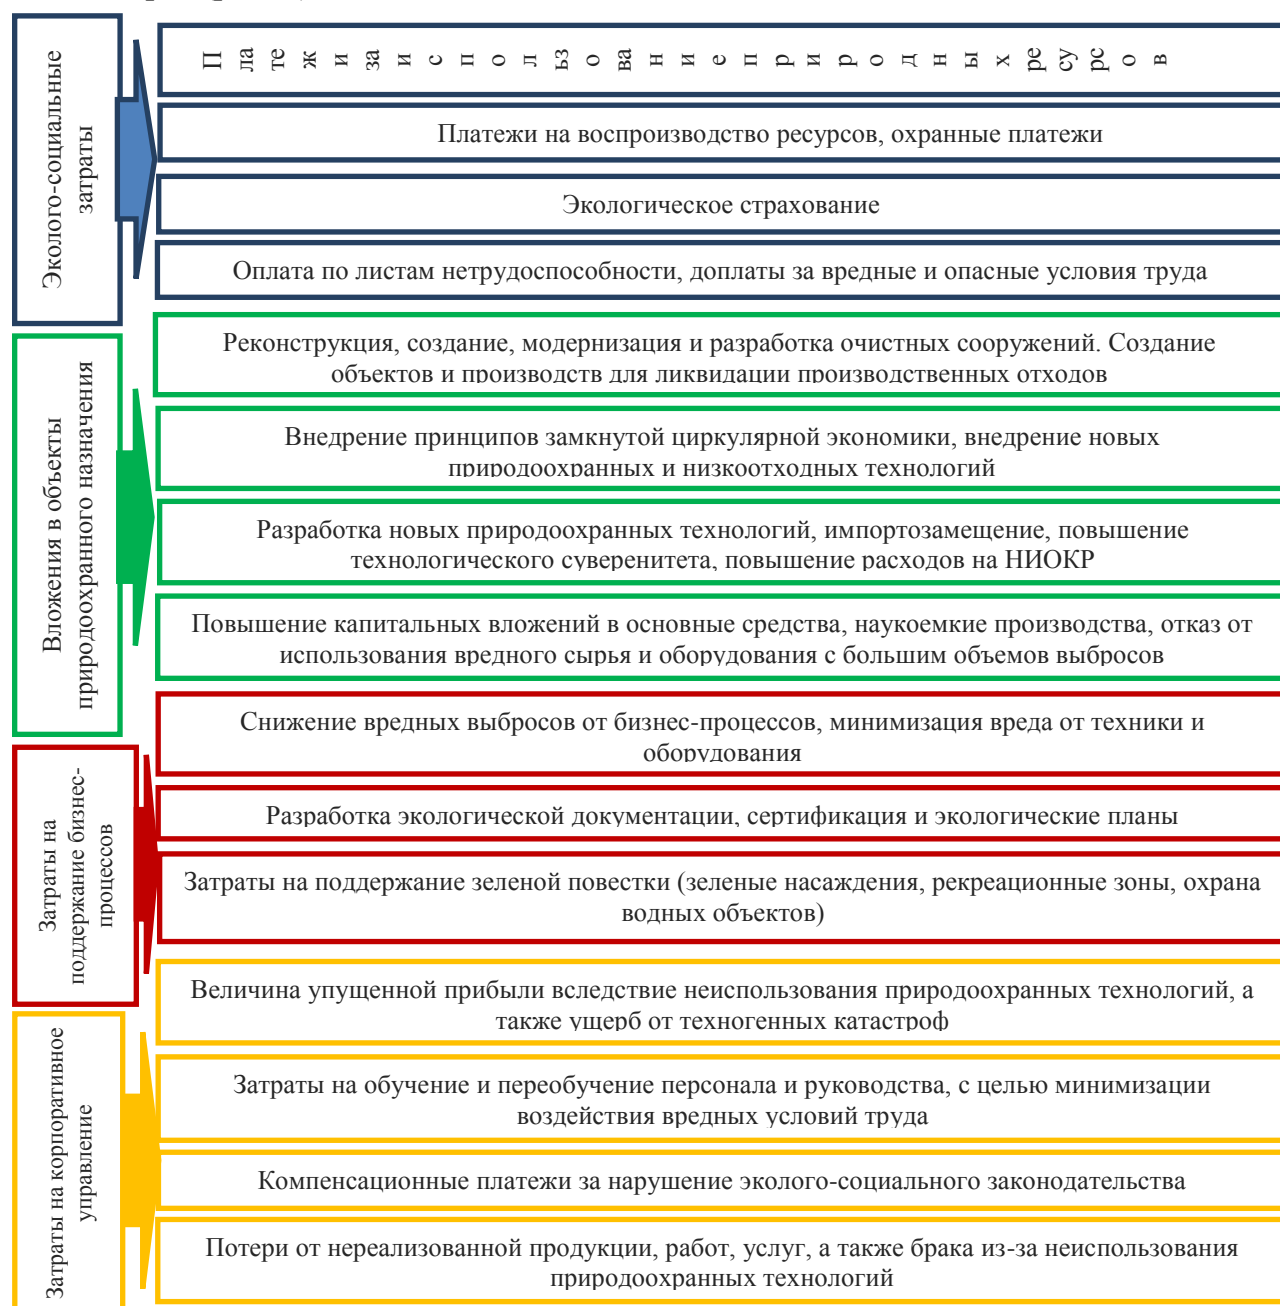 Эколого-социальные
затраты
Платежи за использование природных ресурсов
Платежи на воспроизводство ресурсов, охранные платежи
Экологическое страхование
Оплата по листам нетрудоспособности, доплаты за вредные и опасные условия труда
Вложения в объекты
природоохранного назначения
Реконструкция, создание, модернизация и разработка очистных сооружений. Создание
объектов и производств для ликвидации производственных отходов
Внедрение принципов замкнутой циркулярной экономики, внедрение новых
природоохранных и низкоотходных технологий
Разработка новых природоохранных технологий, импортозамещение, повышение
технологического суверенитета, повышение расходов на НИОКР
Повышение капитальных вложений в основные средства, наукоемкие производства, отказ от
использования вредного сырья и оборудования с большим объемов выбросов
Затраты на
поддержание бизнес-
процессов
Снижение вредных выбросов от бизнес-процессов, минимизация вреда от техники и
оборудования
Разработка экологической документации, сертификация и экологические планы
Затраты на поддержание зеленой повестки (зеленые насаждения, рекреационные зоны, охрана
водных объектов)
Затраты на корпоративное
управление
Величина упущенной прибыли вследствие неиспользования природоохранных технологий, а
также ущерб от техногенных катастроф
Затраты на обучение и переобучение персонала и руководства, с целью минимизации
воздействия вредных условий труда
Компенсационные платежи за нарушение эколого-социального законодательства
Потери от нереализованной продукции, работ, услуг, а также брака из-за неиспользования
природоохранных технологий